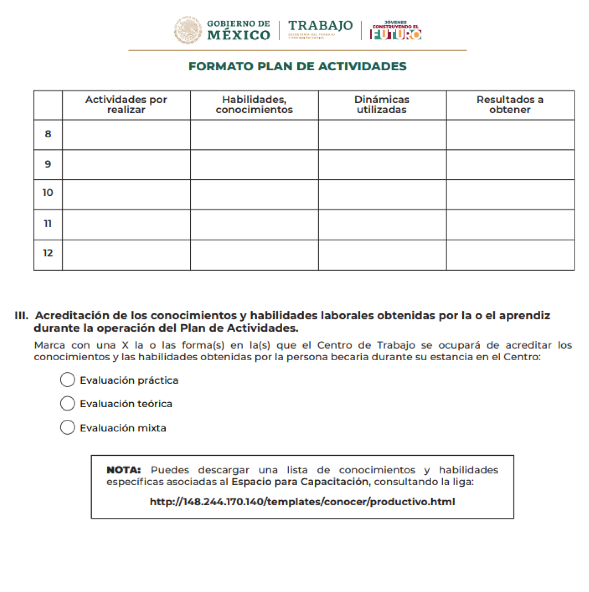 GOBIERNO DE
MÉXICO
TRABAJO
JÓVENES
CONSTRUYENDO EL
FUTURO
FORMATO PLAN DE ACTIVIDADES
Actividades por
realizar
Habilidades,
conocimientos
Dinámicas
utilizadas
Resultados a
obtener
8
9
10
11
12
III. Acreditación de los conocimientos y habilidades laborales obtenidas por la o el aprendiz
durante la operación del Plan de Actividades.
Marca con una X la o las forma(s) en la(s) que el Centro de Trabajo se ocupará de acreditar los
conocimientos y las habilidades obtenidas por la persona becaria durante su estancia en el Centro:
Evaluación práctica
Evaluación teórica
Evaluación mixta
NOTA: Puedes descargar una lista de conocimientos y habilidades
específicas asociadas al Espacio para Capacitación, consultando la liga:
http://148.244.170.140/templates/conocer/productivo.html